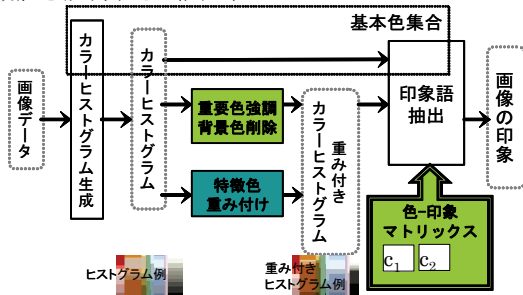 基本色集合
画像データ
カラーヒストグラム生成
カラーヒストグラム
重要色強調
背景色削除
特徴色
重み付け
重み付き
カラーヒストグラム
印象語
抽出
画像の印象
色-印象
マトリックス
c1 c2
ヒストグラム例
重み付き
ヒストグラム例